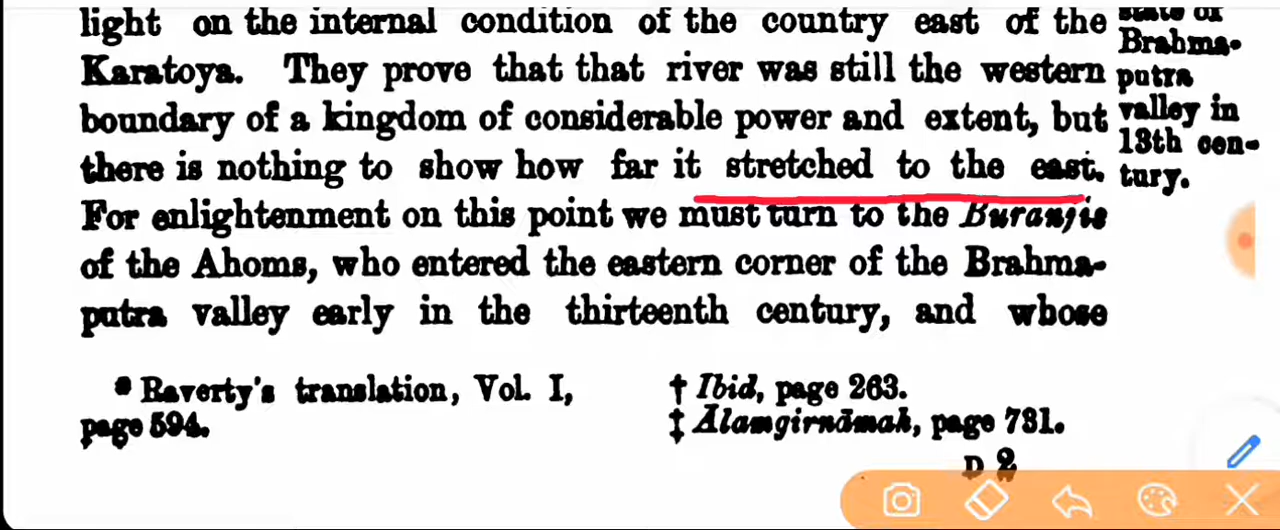 light on the internal condition of the country east of the
Karatoya. They prove that that river was still the western
boundary of a kingdom of considerable power and extent, but
there is nothing to show how far it stretched to the east.
For enlightenment on this point we must turn to the Buranjis
of the Ahoms, who entered the eastern corner of the Brahma-
putra valley early in the thirteenth century, and whose
state of
Brahma-
putra
valley in
13th cen-
tury.
* Raverty's translation, Vol. I,
page 594.
† Ibid, page 263.
‡ Ālamgirnāmah, page 731.
D 2